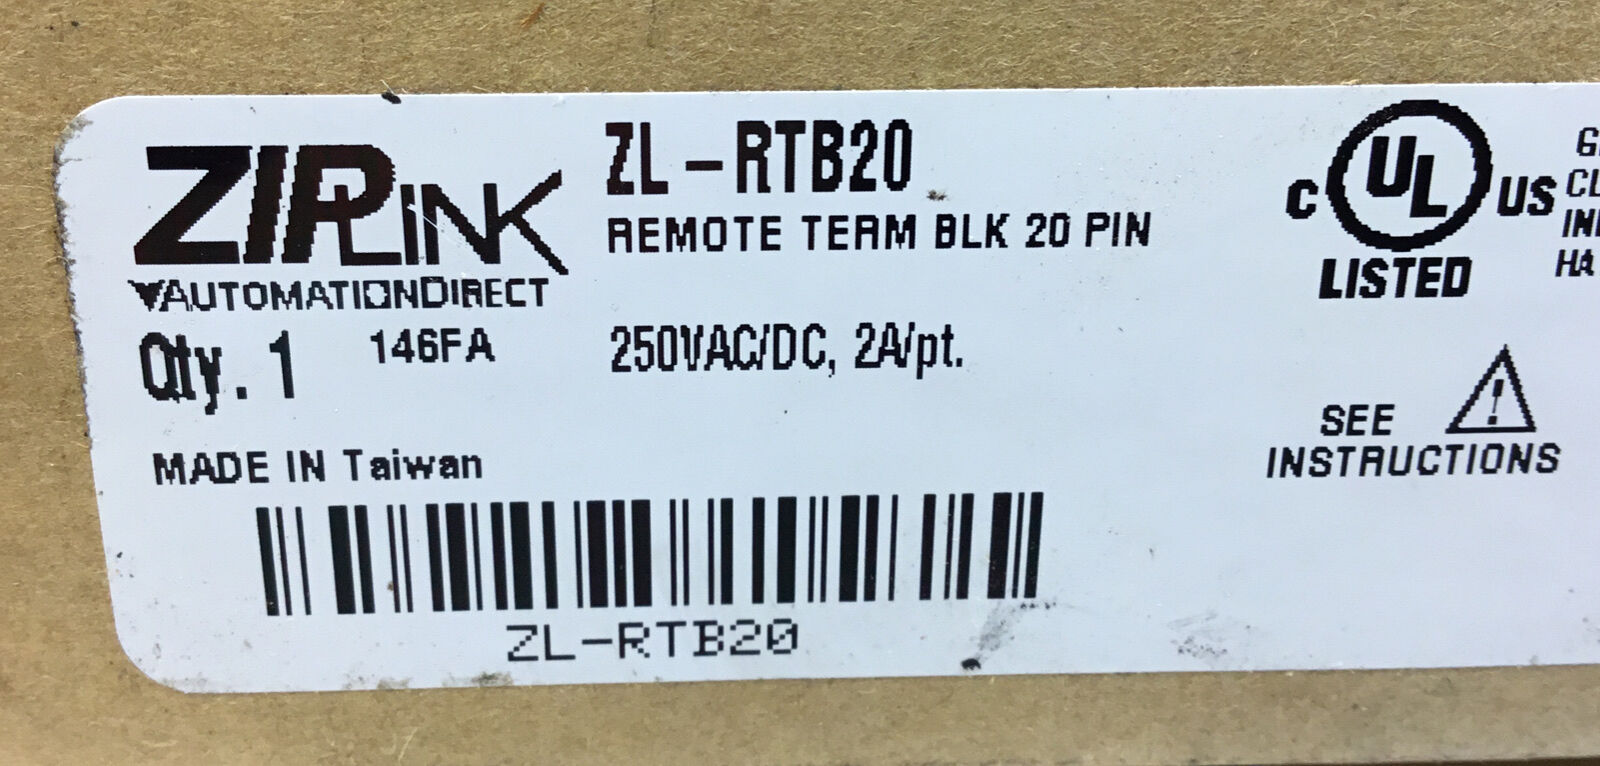 ZIPLINK
AUTOMATIONDIRECT
ZL-RTB20
REMOTE TERM BLK 20 PIN
Qty. 1 146FA
250VAC/DC, 2A/pt.
MADE IN Taiwan
ZL-RTB20
C UL US
LISTED
SEE
INSTRUCTIONS